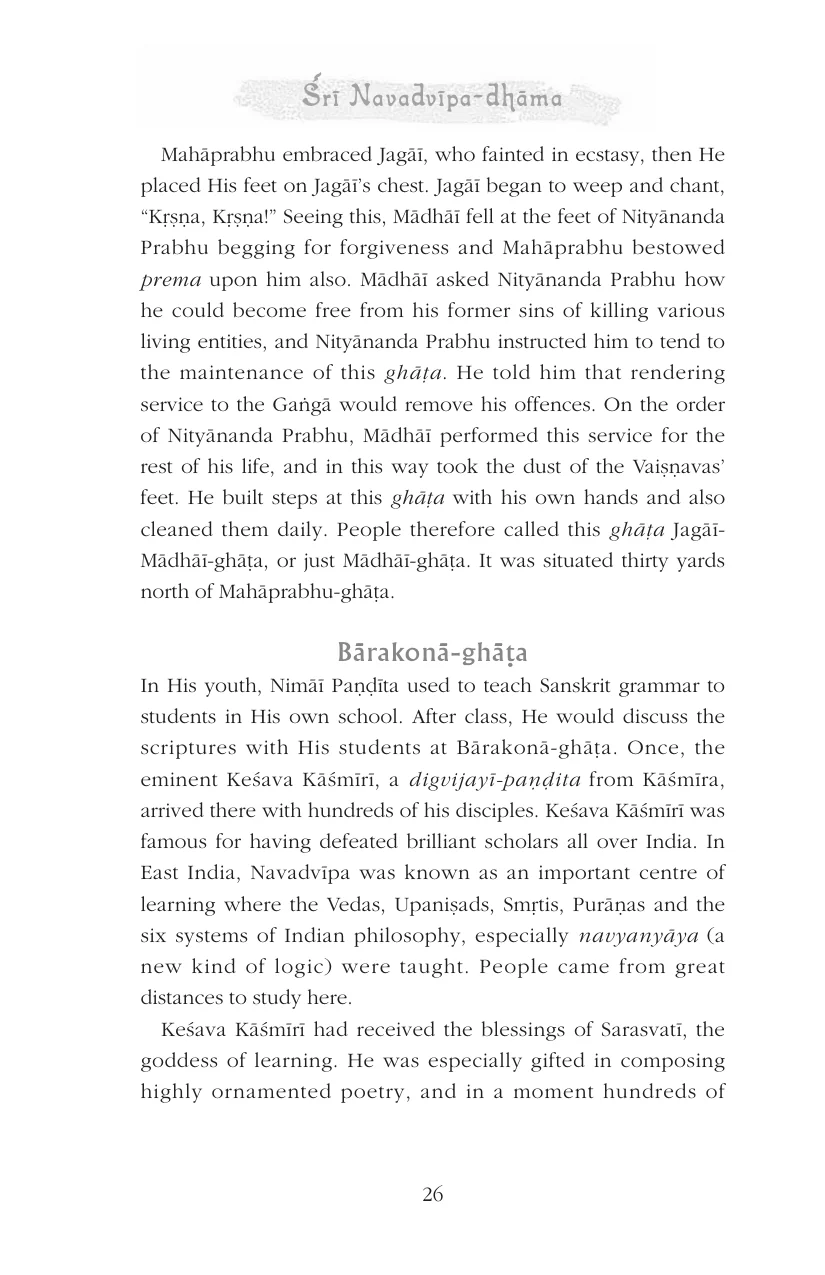 Śrī Navadvīpa-dhāma
Mahāprabhu embraced Jagāī, who fainted in ecstasy, then He
placed His feet on Jagāī’s chest. Jagāī began to weep and chant,
“Kṛṣṇa, Kṛṣṇa!” Seeing this, Mādhāī fell at the feet of Nityānanda
Prabhu begging for forgiveness and Mahāprabhu bestowed
prema upon him also. Mādhāī asked Nityānanda Prabhu how
he could become free from his former sins of killing various
living entities, and Nityānanda Prabhu instructed him to tend to
the maintenance of this ghāṭa. He told him that rendering
service to the Gaṅgā would remove his offences. On the order
of Nityānanda Prabhu, Mādhāī performed this service for the
rest of his life, and in this way took the dust of the Vaiṣṇavas’
feet. He built steps at this ghāṭa with his own hands and also
cleaned them daily. People therefore called this ghāṭa Jagāī-
Mādhāī-ghāṭa, or just Mādhāī-ghāṭa. It was situated thirty yards
north of Mahāprabhu-ghāṭa.
Bārakonā-ghāṭa
In His youth, Nimāī Paṇḍīta used to teach Sanskrit grammar to
students in His own school. After class, He would discuss the
scriptures with His students at Bārakonā-ghāṭa. Once, the
eminent Keśava Kāśmīrī, a digvijayī-paṇḍita from Kāśmīra,
arrived there with hundreds of his disciples. Keśava Kāśmīrī was
famous for having defeated brilliant scholars all over India. In
East India, Navadvīpa was known as an important centre of
learning where the Vedas, Upaniṣads, Smṛtis, Purāṇas and the
six systems of Indian philosophy, especially navyanyāya (a
new kind of logic) were taught. People came from great
distances to study here.
Keśava Kāśmīrī had received the blessings of Sarasvatī, the
goddess of learning. He was especially gifted in composing
highly ornamented poetry, and in a moment hundreds of
26